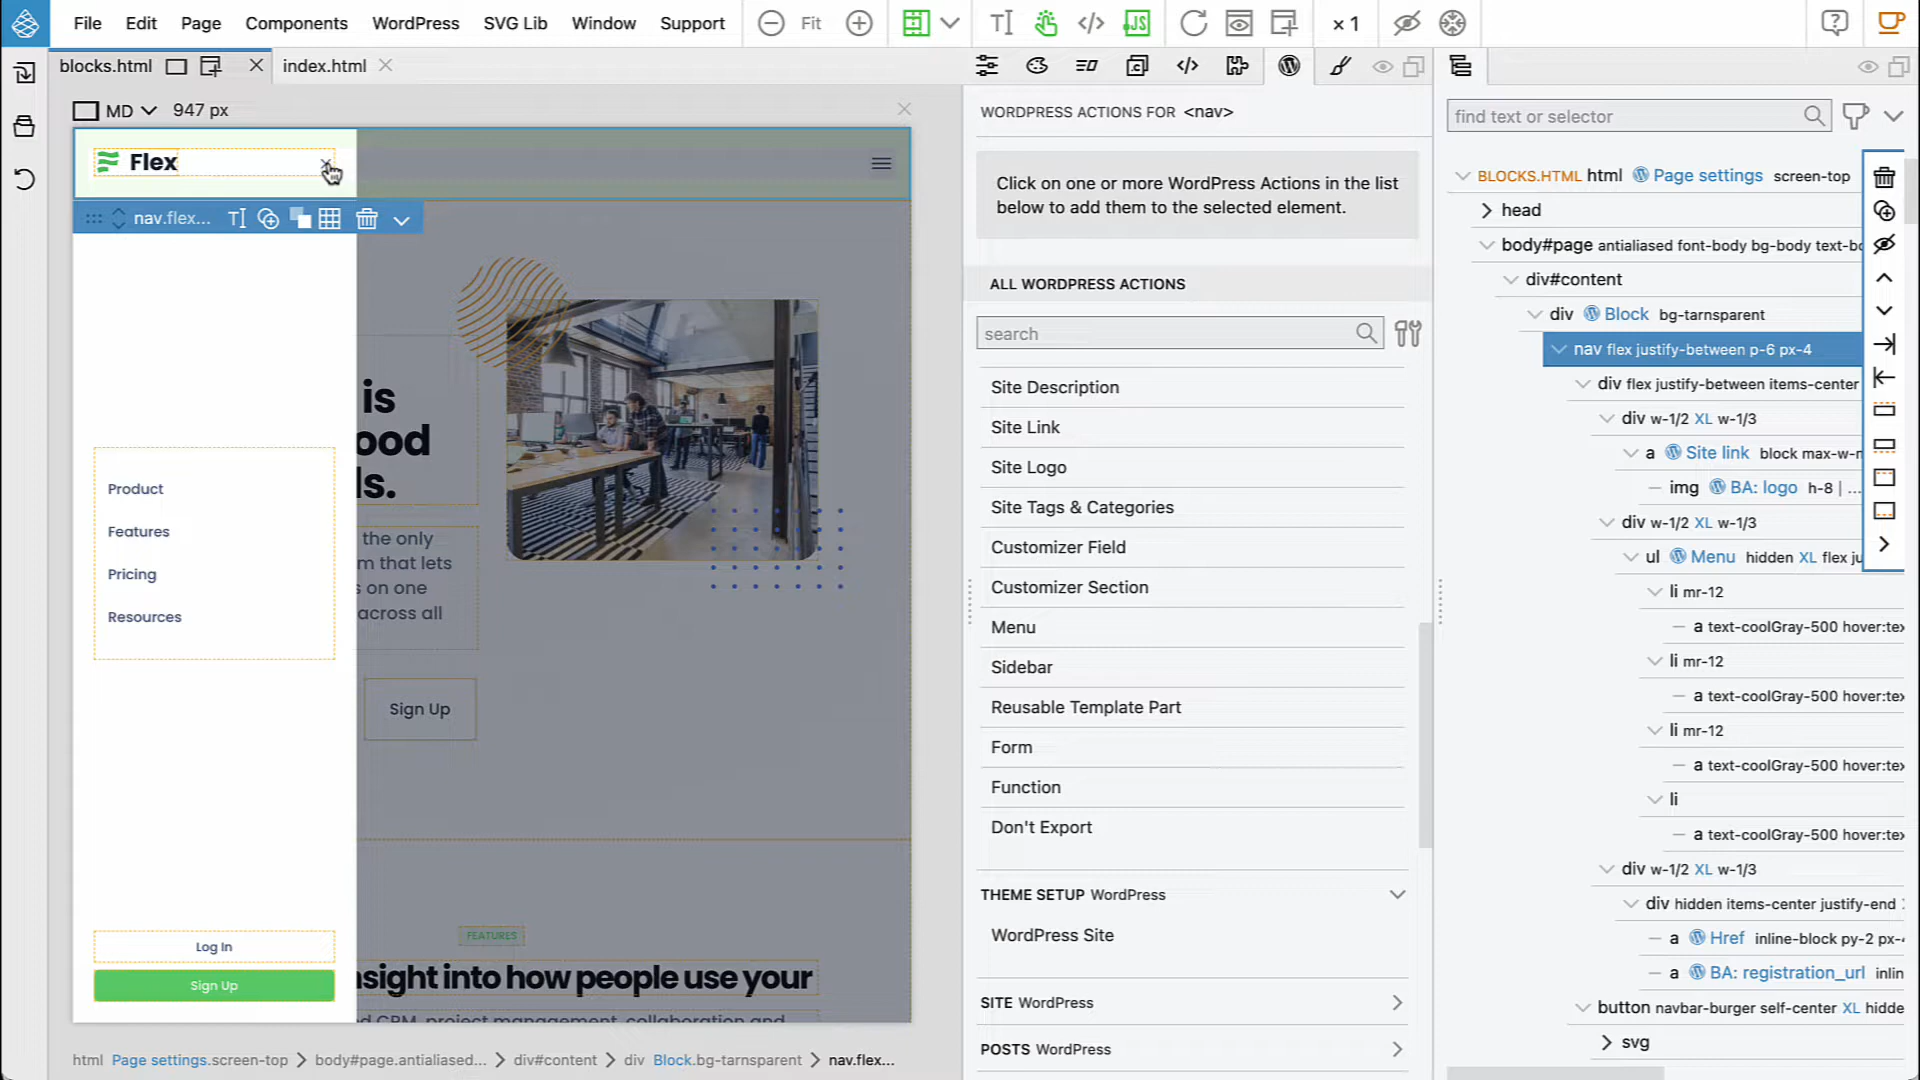 File Edit Page Components WordPress SVG Lib Window Support Fit x 1
blocks.html index.html
MD 947 px
WORDPRESS ACTIONS FOR <nav>
find text or selector
Flex
nav.flex...
Click on one or more WordPress Actions in the list
below to add them to the selected element.
ALL WORDPRESS ACTIONS
search
Site Description
Site Link
Site Logo
Site Tags & Categories
Customizer Field
Customizer Section
Menu
Sidebar
Reusable Template Part
Form
Function
Don't Export
THEME SETUP WordPress
WordPress Site
SITE WordPress
POSTS WordPress
is
ood
ls.
the only
m that lets
s on one
across all
Product
Features
Pricing
Resources
Sign Up
Log In
Sign Up
FEATURES
sight into how people use your
d CRM, project management, collaboration and
BLOCKS.HTML html Page settings screen-top
head
body#page antialiased font-body bg-body text-bo
div#content
div Block bg-tarnsparent
nav flex justify-between p-6 px-4
div flex justify-between items-center
div w-1/2 XL w-1/3
a Site link block max-w-m
img BA: logo h-8 | ...
div w-1/2 XL w-1/3
ul Menu hidden XL flex ju
li mr-12
a text-coolGray-500 hover:tex
li mr-12
a text-coolGray-500 hover:tex
li mr-12
a text-coolGray-500 hover:tex
li
a text-coolGray-500 hover:tex
div w-1/2 XL w-1/3
div hidden items-center justify-end
a Href inline-block py-2 px-
a BA: registration_url inlin
button navbar-burger self-center XL hidde
svg
html Page settings.screen-top body#page.antialiased... div#content div Block.bg-tarnsparent nav.flex...